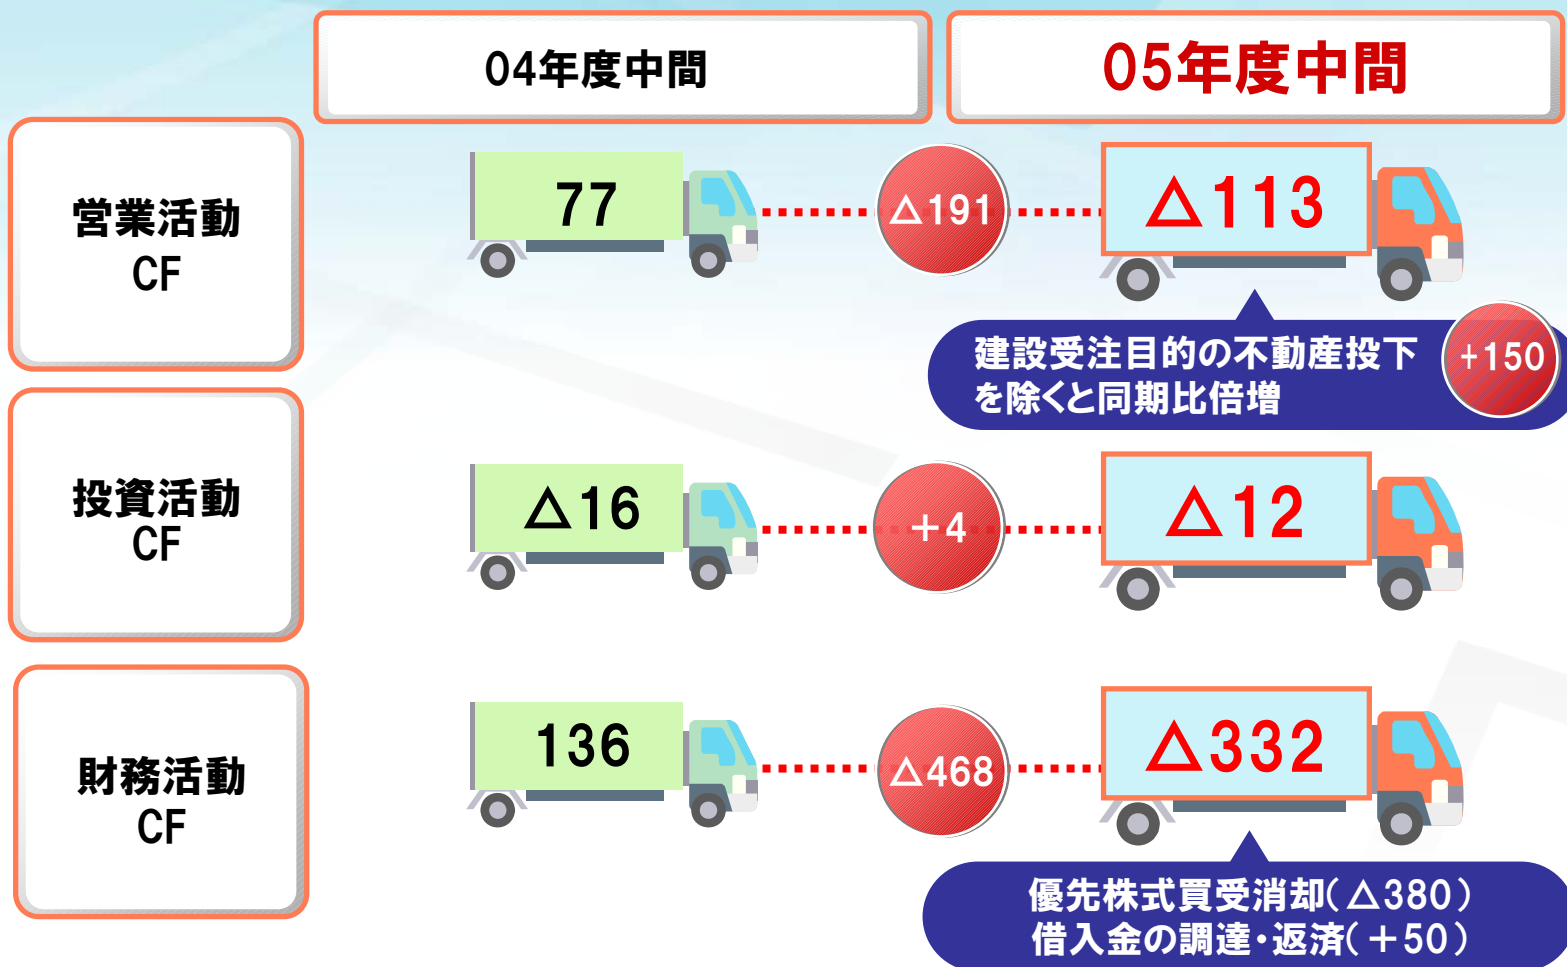 04年度中間
05年度中間
営業活動
CF
77
△191
△113
建設受注目的の不動産投下
を除くと同期比倍増
+150
投資活動
CF
△16
+4
△12
財務活動
CF
136
△468
△332
優先株式買受消却(△380)
借入金の調達・返済(+50)